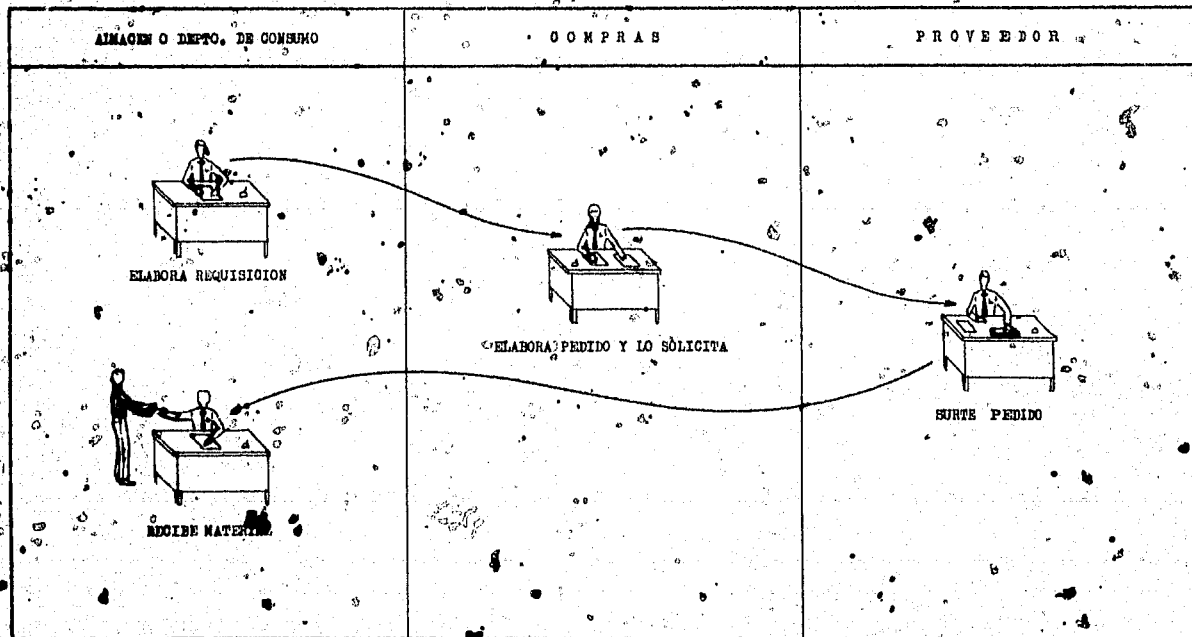 ALMACEN O DEPTO. DE CONSUMO
COMPRAS
PROVEEDOR
ELABORA REQUISICION
ELABORA PEDIDO Y LO SOLICITA
SURTE PEDIDO
RECIBE MATERIAL